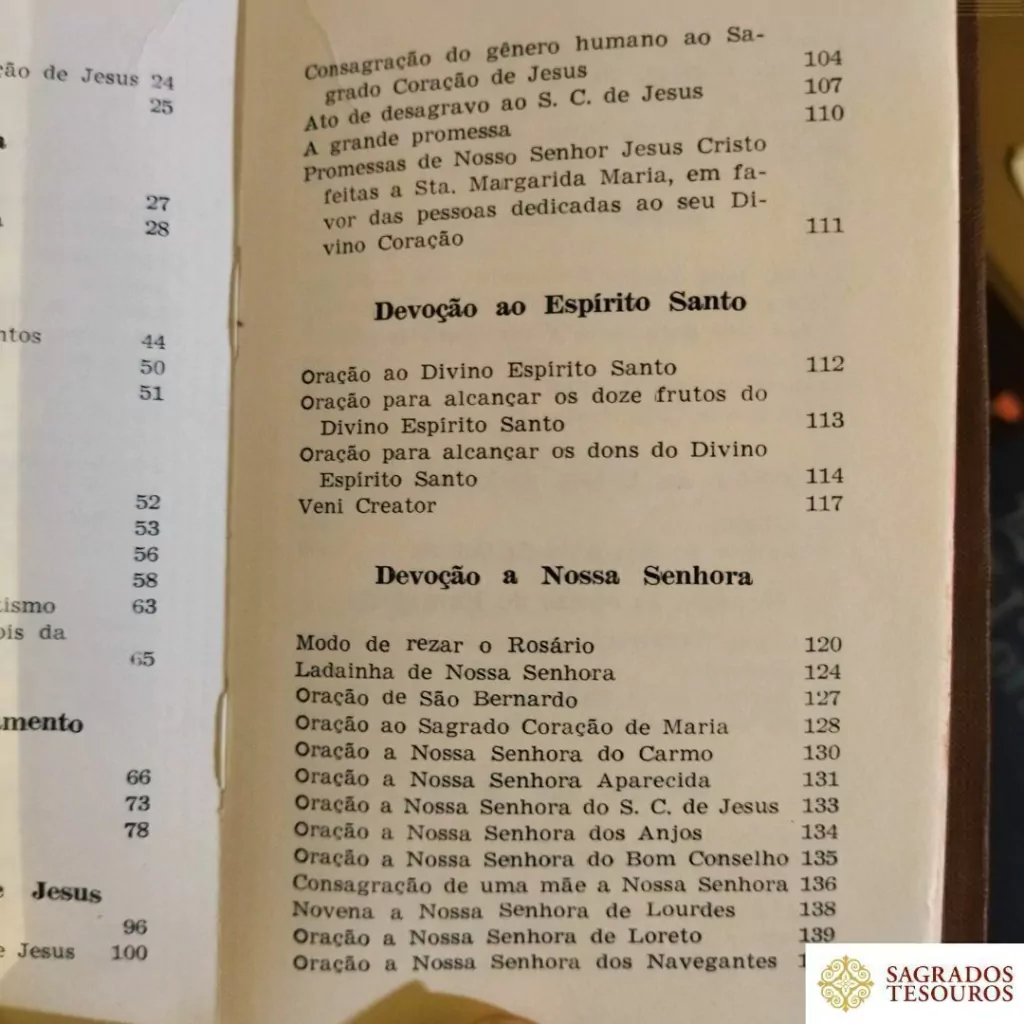 ção de Jesus 24
25
27
28
ntos 44
50
51
52
53
56
58
tismo 63
ois da
65
amento
66
73
78
e Jesus
96
e Jesus 100
Consagração do gênero humano ao Sa-
grado Coração de Jesus 104
Ato de desagravo ao S. C. de Jesus 107
A grande promessa 110
Promessas de Nosso Senhor Jesus Cristo
feitas a Sta. Margarida Maria, em fa-
vor das pessoas dedicadas ao seu Di-
vino Coração 111
Devoção ao Espírito Santo
Oração ao Divino Espírito Santo 112
Oração para alcançar os doze frutos do
Divino Espírito Santo 113
Oração para alcançar os dons do Divino
Espírito Santo 114
Veni Creator 117
Devoção a Nossa Senhora
Modo de rezar o Rosário 120
Ladainha de Nossa Senhora 124
Oração de São Bernardo 127
Oração ao Sagrado Coração de Maria 128
Oração a Nossa Senhora do Carmo 130
Oração a Nossa Senhora Aparecida 131
Oração a Nossa Senhora do S. C. de Jesus 133
Oração a Nossa Senhora dos Anjos 134
Oração a Nossa Senhora do Bom Conselho 135
Consagração de uma mãe a Nossa Senhora 136
Novena a Nossa Senhora de Lourdes 138
Oração a Nossa Senhora de Loreto 139
Oração a Nossa Senhora dos Navegantes
SAGRADOS
TESOUROS